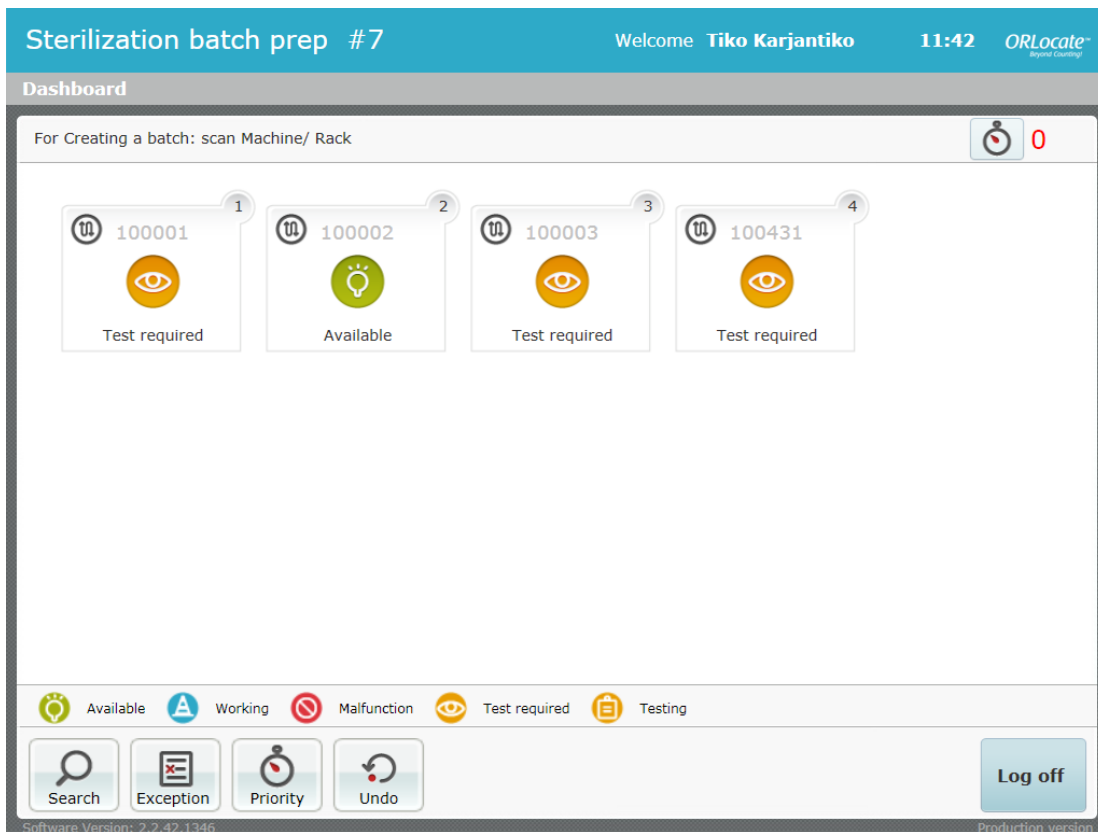 Sterilization batch prep #7 Welcome Tiko Karjantiko 11:42 ORLocate™
Beyond Counting!
Dashboard
For Creating a batch: scan Machine/ Rack 0
1 2 3 4
100001 100002 100003 100431
Test required Available Test required Test required
Available Working Malfunction Test required Testing
Search Exception Priority Undo Log off
Software Version: 2.2.42.1346 Production version